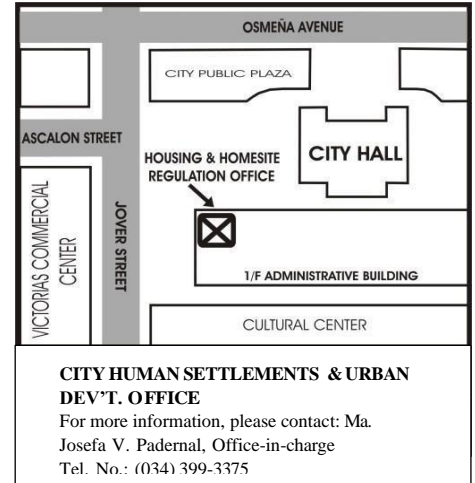 OSMEÑA AVENUE
CITY PUBLIC PLAZA
ASCALON STREET
HOUSING & HOMESITE
REGULATION OFFICE
CITY HALL
VICTORIAS COMMERCIAL
CENTER
JOVER STREET
1/F ADMINISTRATIVE BUILDING
CULTURAL CENTER
CITY HUMAN SETTLEMENTS & URBAN
DEV'T. OFFICE
For more information, please contact: Ma.
Josefa V. Padernal, Office-in-charge
Tel. No.: (034) 399-3375